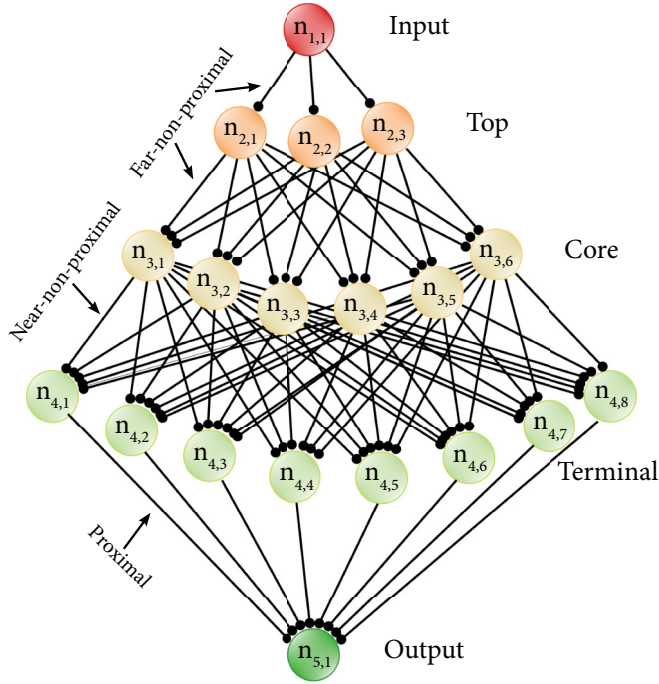 n1,1
Input
Far-non-proximal
n2,1
n2,2
n2,3
Top
Near-non-proximal
n3,1
n3,2
n3,3
n3,4
n3,5
n3,6
Core
n4,1
n4,2
n4,3
n4,4
n4,5
n4,6
n4,7
n4,8
Terminal
Proximal
n5,1
Output